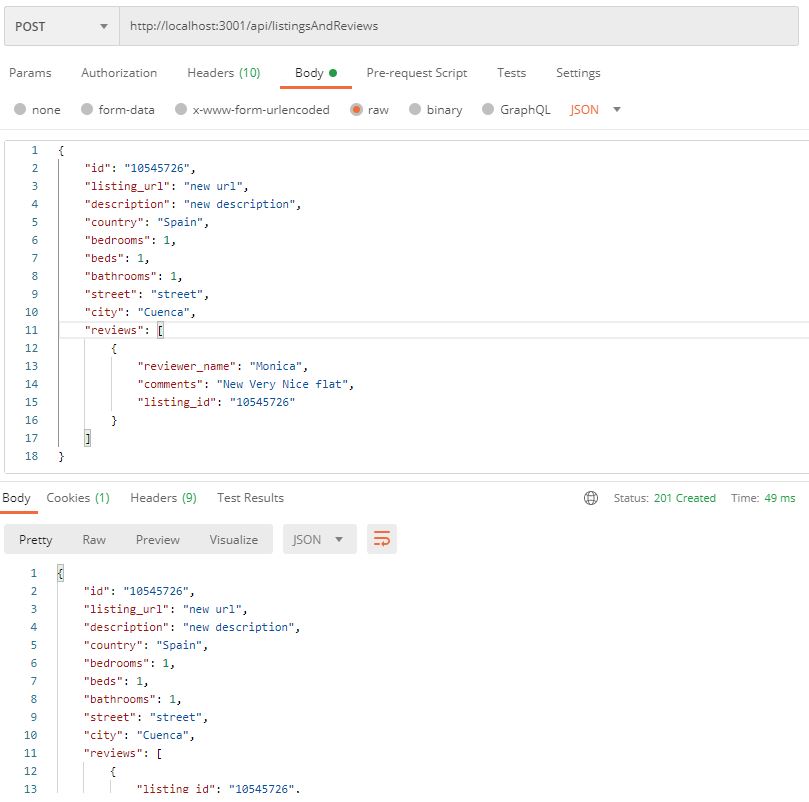 POST http://localhost:3001/api/listingsAndReviews
Params Authorization Headers (10) Body Pre-request Script Tests Settings
none form-data x-www-form-urlencoded raw binary GraphQL JSON
1 {
2 "id": "10545726",
3 "listing_url": "new url",
4 "description": "new description",
5 "country": "Spain",
6 "bedrooms": 1,
7 "beds": 1,
8 "bathrooms": 1,
9 "street": "street",
10 "city": "Cuenca",
11 "reviews": [
12 {
13 "reviewer_name": "Monica",
14 "comments": "New Very Nice flat",
15 "listing_id": "10545726"
16 }
17 ]
18 }
Body Cookies (1) Headers (9) Test Results Status: 201 Created Time: 49 ms
Pretty Raw Preview Visualize JSON
1 {
2 "id": "10545726",
3 "listing_url": "new url",
4 "description": "new description",
5 "country": "Spain",
6 "bedrooms": 1,
7 "beds": 1,
8 "bathrooms": 1,
9 "street": "street",
10 "city": "Cuenca",
11 "reviews": [
12 {
13 "listing_id": "10545726",